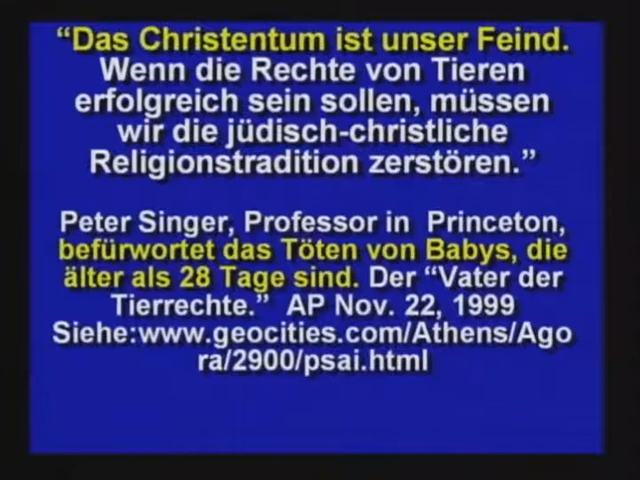 “Das Christentum ist unser Feind.
Wenn die Rechte von Tieren
erfolgreich sein sollen, müssen
wir die jüdisch-christliche
Religionstradition zerstören.”
Peter Singer, Professor in Princeton,
befürwortet das Töten von Babys, die
älter als 28 Tage sind. Der “Vater der
Tierrechte.” AP Nov. 22, 1999
Siehe:www.geocities.com/Athens/Ago
ra/2900/psai.html